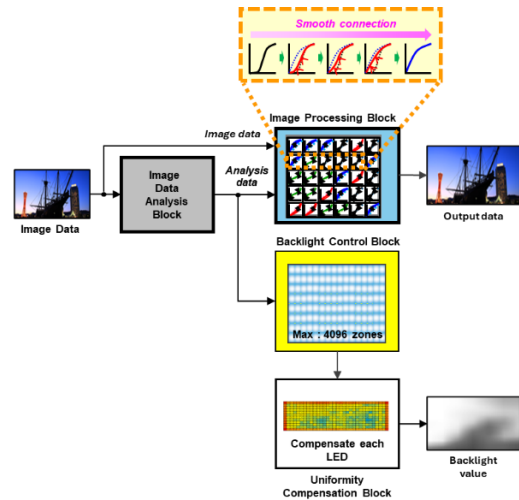 Smooth connection
Image Processing Block
Image data
Analysis
data
Image
Data
Analysis
Block
Image Data
Output data
Backlight Control Block
Max : 4096 zones
Compensate each
LED
Uniformity
Compensation Block
Backlight
value